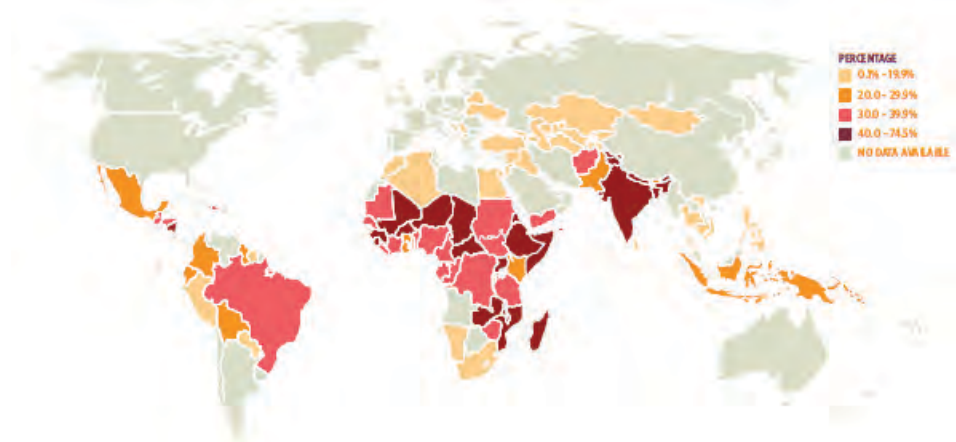 PERCENTAGE
0.1% - 19.9%
20.0 - 29.9%
30.0 - 39.9%
40.0 - 74.5%
NO DATA AVAILABLE